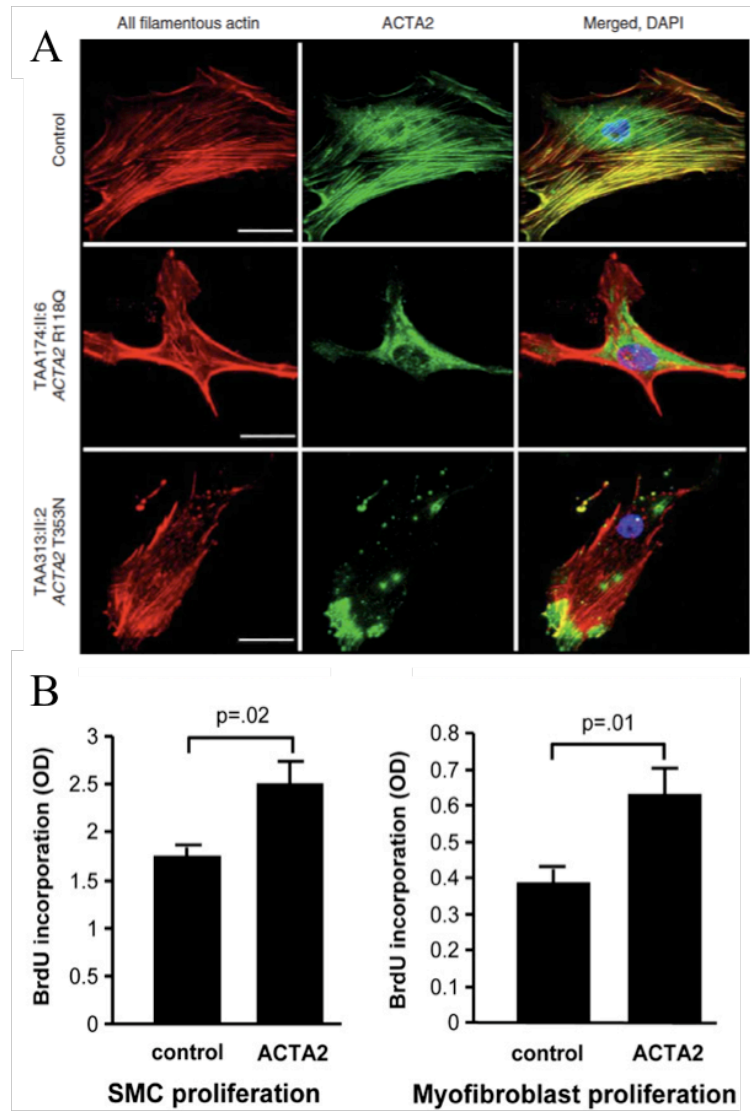 A
All filamentous actin
ACTA2
Merged, DAPI
Control
TAA174:II:6
ACTA2 R118Q
TAA313:II:2
ACTA2 T353N
B
p=.02
BrdU incorporation (OD)
3
2.5
2
1.5
1
0.5
0
control
ACTA2
SMC proliferation
p=.01
BrdU incorporation (OD)
0.8
0.7
0.6
0.5
0.4
0.3
0.2
0.1
0
control
ACTA2
Myofibroblast proliferation